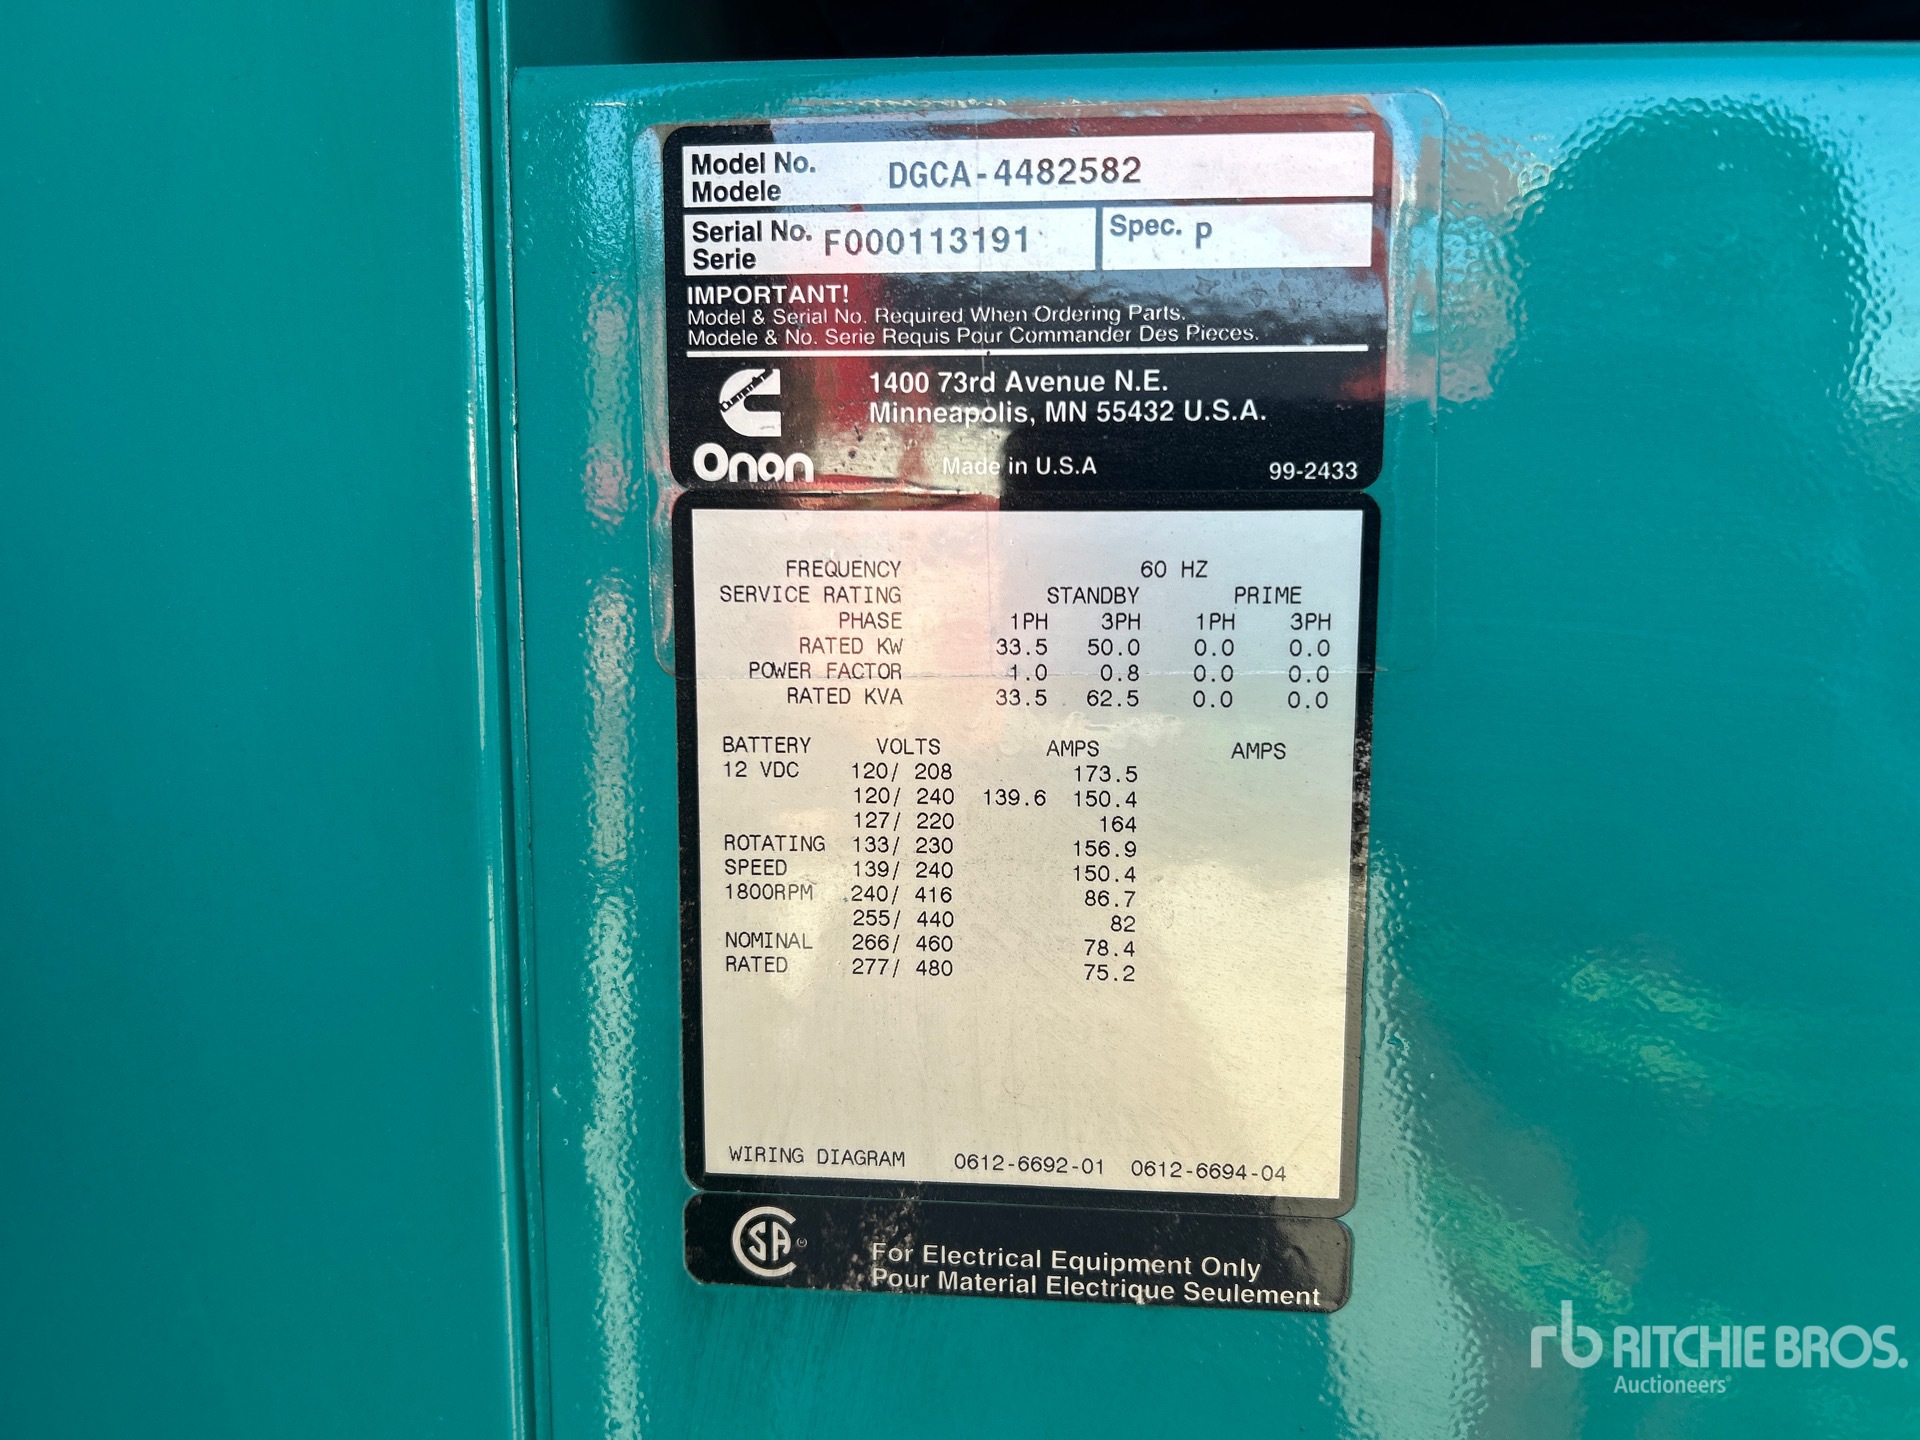 Model No. DGCA-4482582
Modele
Serial No. F000113191 Spec. P
Serie
IMPORTANT!
Model & Serial No. Required When Ordering Parts.
Modele & No. Serie Requis Pour Commander Des Pieces.
Cummins
Onan
1400 73rd Avenue N.E.
Minneapolis, MN 55432 U.S.A.
Made in U.S.A 99-2433
FREQUENCY 60 HZ
SERVICE RATING STANDBY PRIME
PHASE 1PH 3PH 1PH 3PH
RATED KW 33.5 50.0 0.0 0.0
POWER FACTOR 1.0 0.8 0.0 0.0
RATED KVA 33.5 62.5 0.0 0.0
BATTERY VOLTS AMPS AMPS
12 VDC 120/ 208 173.5
120/ 240 139.6 150.4
127/ 220 164
ROTATING 133/ 230 156.9
SPEED 139/ 240 150.4
1800RPM 240/ 416 86.7
255/ 440 82
NOMINAL 266/ 460 78.4
RATED 277/ 480 75.2
WIRING DIAGRAM 0612-6692-01 0612-6694-04
SA ®
For Electrical Equipment Only
Pour Material Electrique Seulement
rb RITCHIE BROS.
Auctioneers